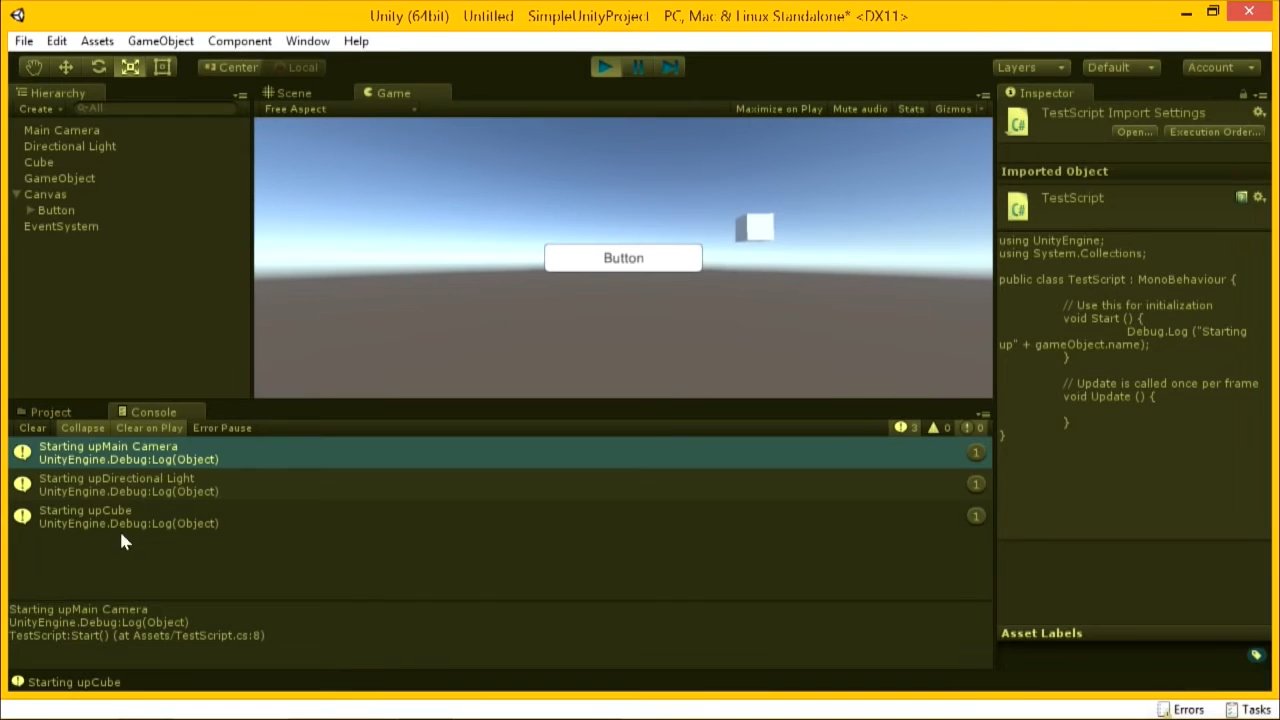 Unity (64bit) - Untitled - SimpleUnityProject - PC, Mac & Linux Standalone* <DX11>
File Edit Assets GameObject Component Window Help
Center Local Layers Default Account
Hierarchy
Create All
Main Camera
Directional Light
Cube
GameObject
Canvas
Button
EventSystem
Scene Game
Free Aspect Maximize on Play Mute audio Stats Gizmos
Button
Project Console
Clear Collapse Clear on Play Error Pause 3 0 0
Starting upMain Camera
UnityEngine.Debug:Log(Object) 1
Starting upDirectional Light
UnityEngine.Debug:Log(Object) 1
Starting upCube
UnityEngine.Debug:Log(Object) 1
Starting upMain Camera
UnityEngine.Debug:Log(Object)
TestScript:Start() (at Assets/TestScript.cs:8)
Starting upCube
Inspector
C#
TestScript Import Settings
Open... Execution Order...
Imported Object
C#
TestScript
using UnityEngine;
using System.Collections;
public class TestScript : MonoBehaviour {
// Use this for initialization
void Start () {
Debug.Log ("Starting
up" + gameObject.name);
}
// Update is called once per frame
void Update () {
}
}
Asset Labels
Errors Tasks